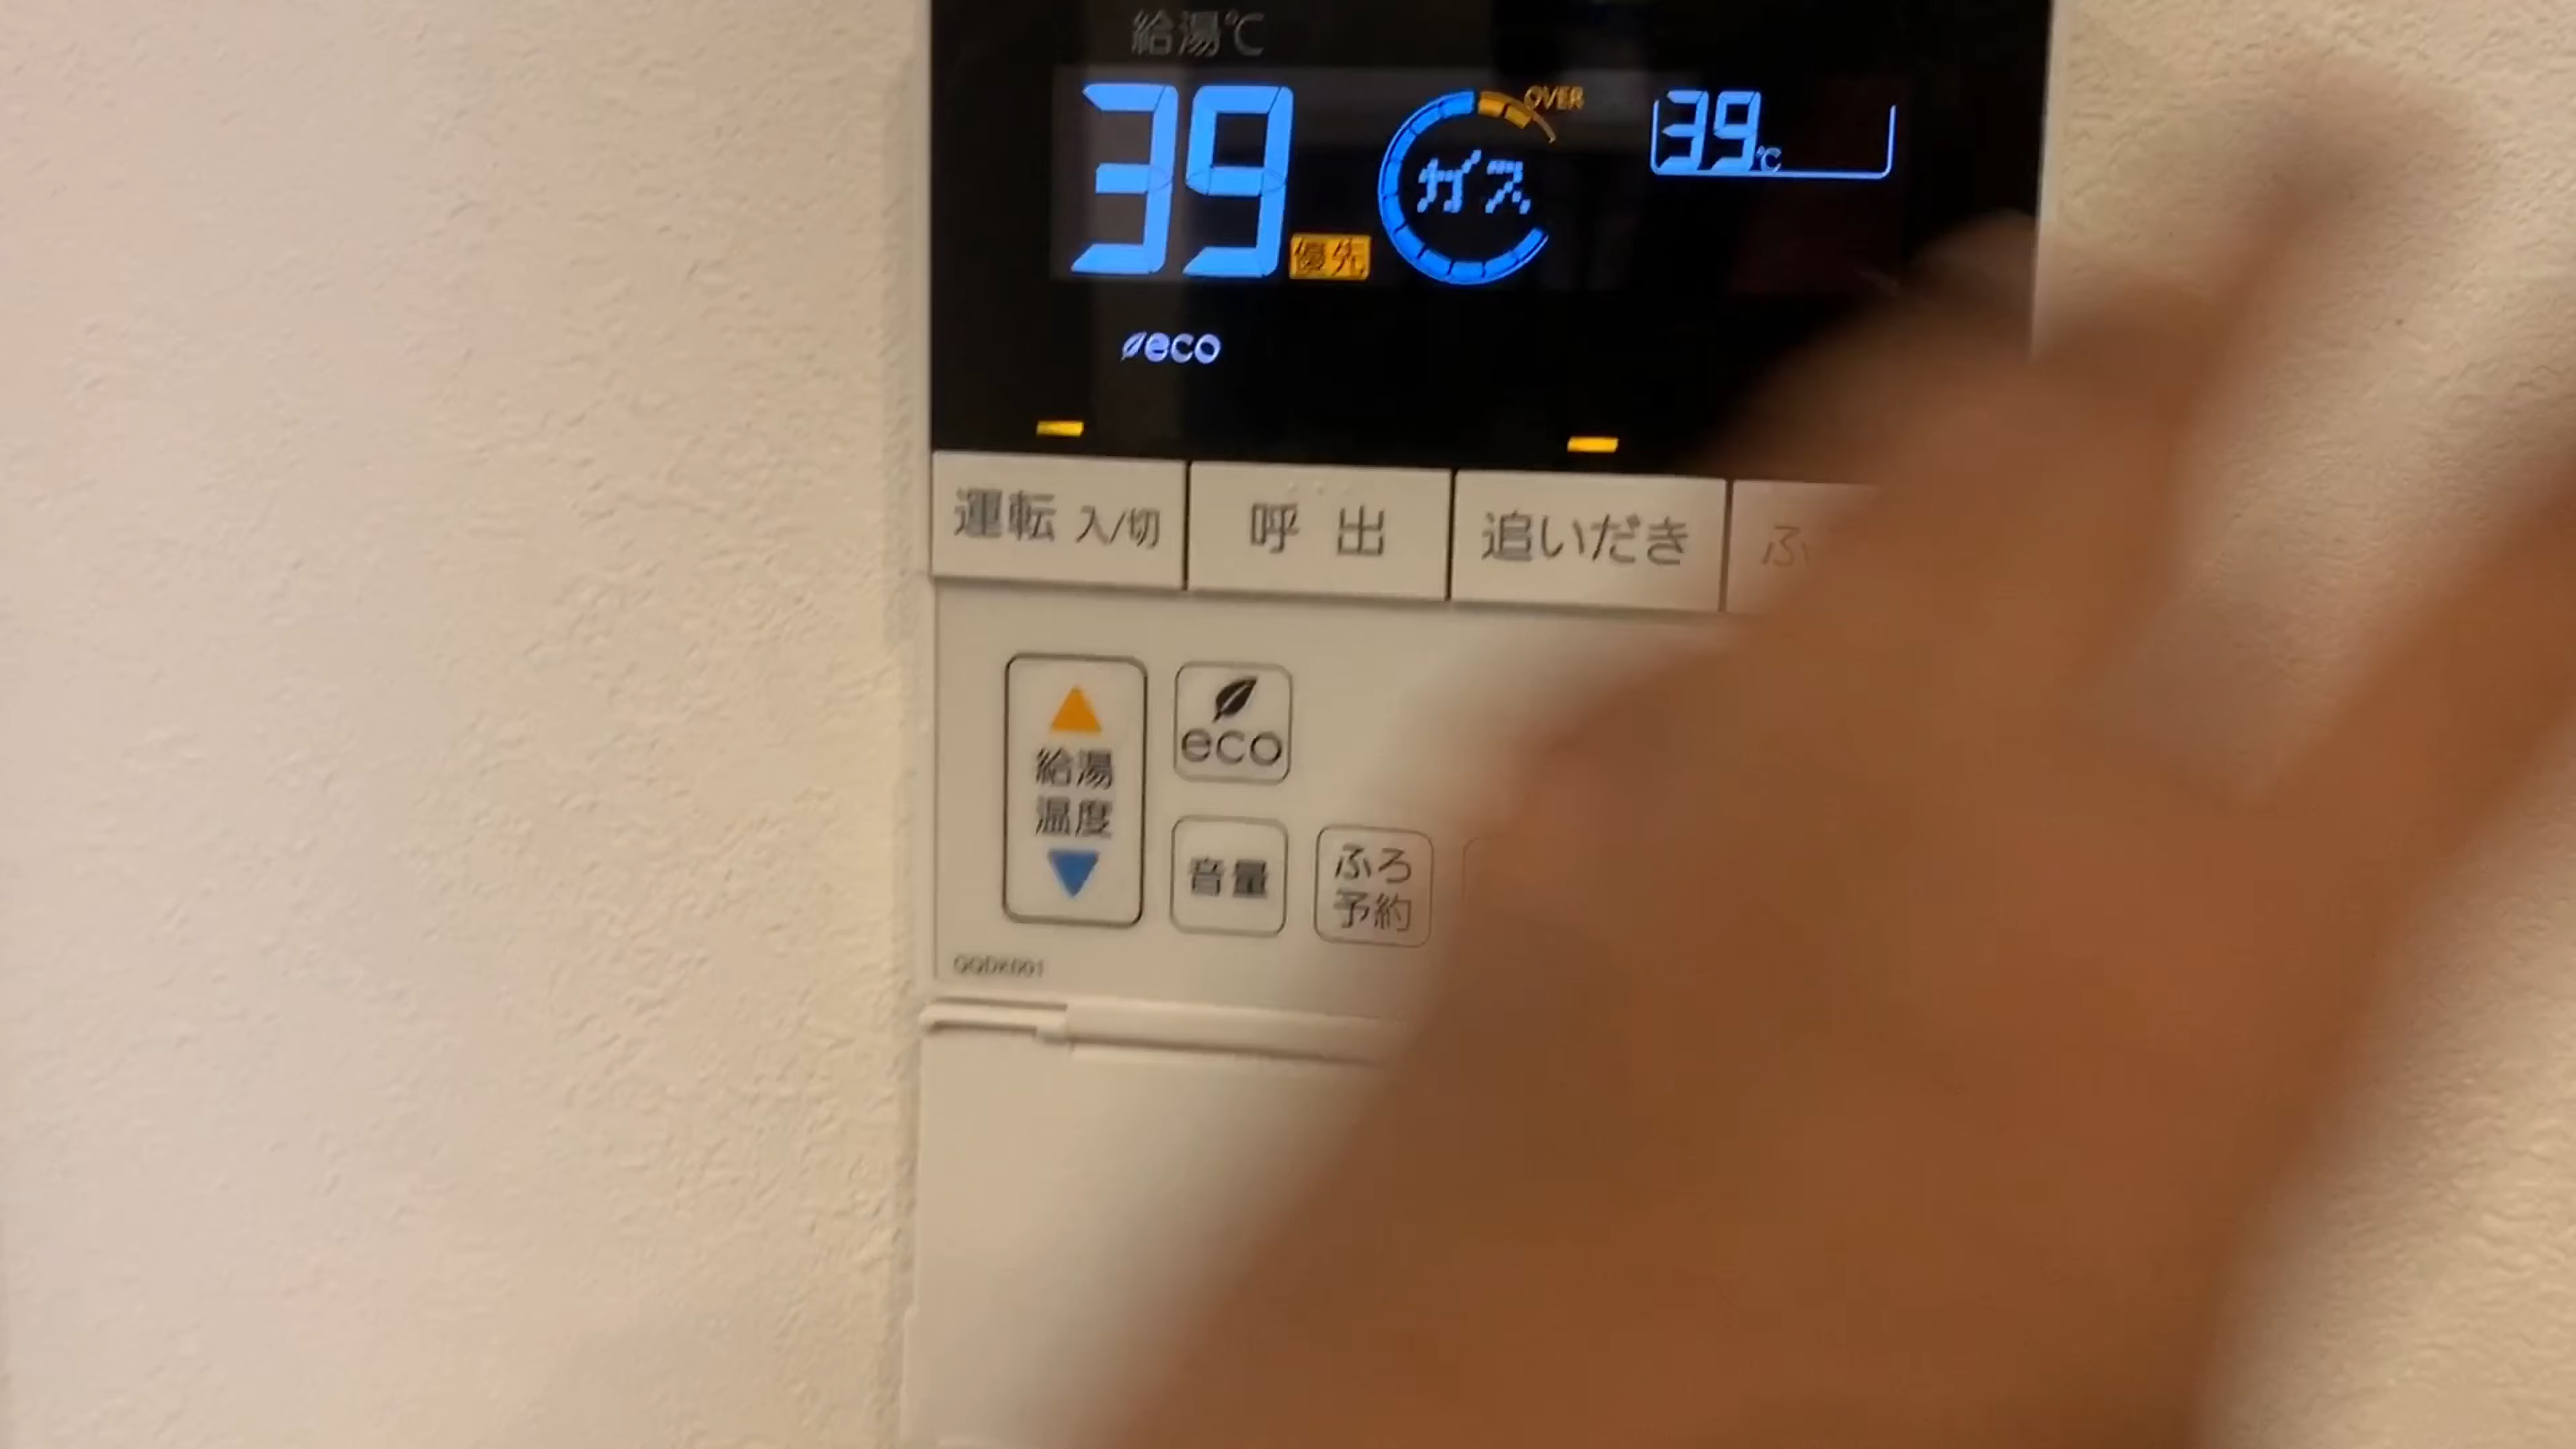 給湯℃
39
優先
OVER
ガス
39℃
eco
運転 入/切
呼 出
追いだき
ふ
給湯
温度
eco
音量
ふろ
予約